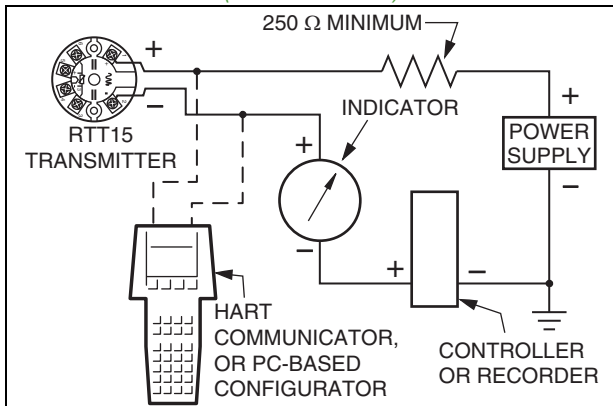 250 Ω MINIMUM
+
−
RTT15
TRANSMITTER
INDICATOR
+
−
+
POWER
SUPPLY
−
+
−
HART
COMMUNICATOR,
OR PC-BASED
CONFIGURATOR
CONTROLLER
OR RECORDER